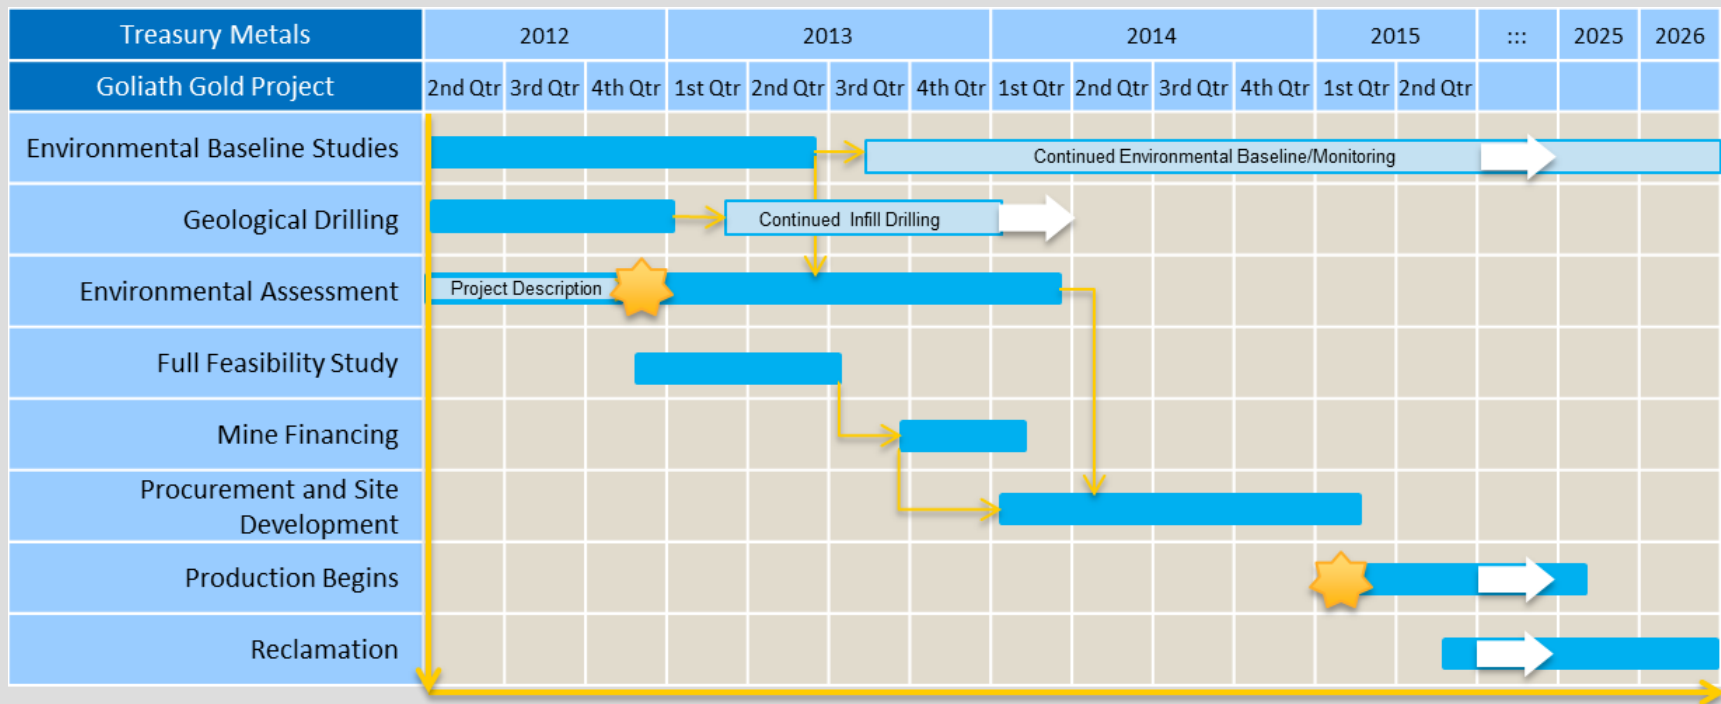 Treasury Metals 2012 2013 2014 2015 ::: 2025 2026
Goliath Gold Project 2nd Qtr 3rd Qtr 4th Qtr 1st Qtr 2nd Qtr 3rd Qtr 4th Qtr 1st Qtr 2nd Qtr 3rd Qtr 4th Qtr 1st Qtr 2nd Qtr
Environmental Baseline Studies Continued Environmental Baseline/Monitoring
Geological Drilling Continued Infill Drilling
Environmental Assessment Project Description
Full Feasibility Study
Mine Financing
Procurement and Site
Development
Production Begins
Reclamation